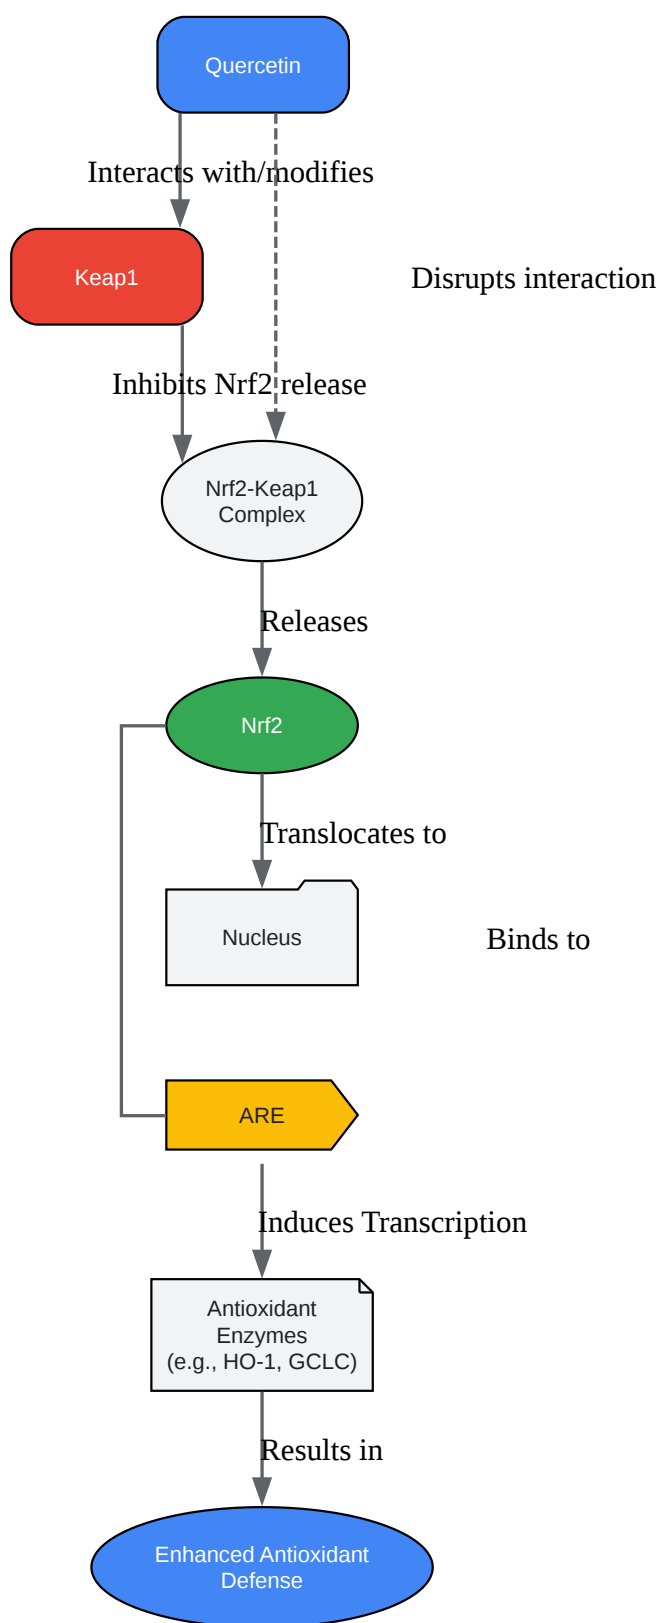 Quercetin
Interacts with/modifies
Keap1
Disrupts interaction
Inhibits Nrf2 release
Nrf2-Keap1
Complex
Releases
Nrf2
Translocates to
Nucleus
Binds to
ARE
Induces Transcription
Antioxidant
Enzymes
(e.g., HO-1, GCLC)
Results in
Enhanced Antioxidant
Defense